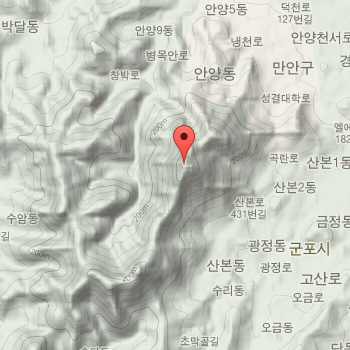 안양5동
덕천로
127번길
박달동
안양9동
냉천로
안양천서로
병목안로
창박로
안양동
만안구
성결대학로
200m
200m
곡란로
산본1동
산본2동
산본로
431번길
수암동
200m
금정동
광정동
군포시
200m
산본동
광정로
고산로
수리동
오금로
오금동
초막골길